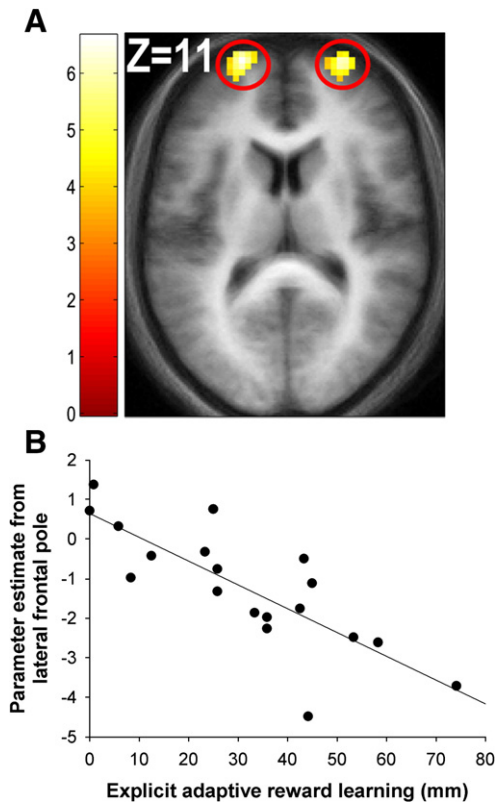 A
Z=11
6
5
4
3
2
1
0
B
2
1
0
-1
-2
-3
-4
-5
Parameter estimate from
lateral frontal pole
0 10 20 30 40 50 60 70 80
Explicit adaptive reward learning (mm)